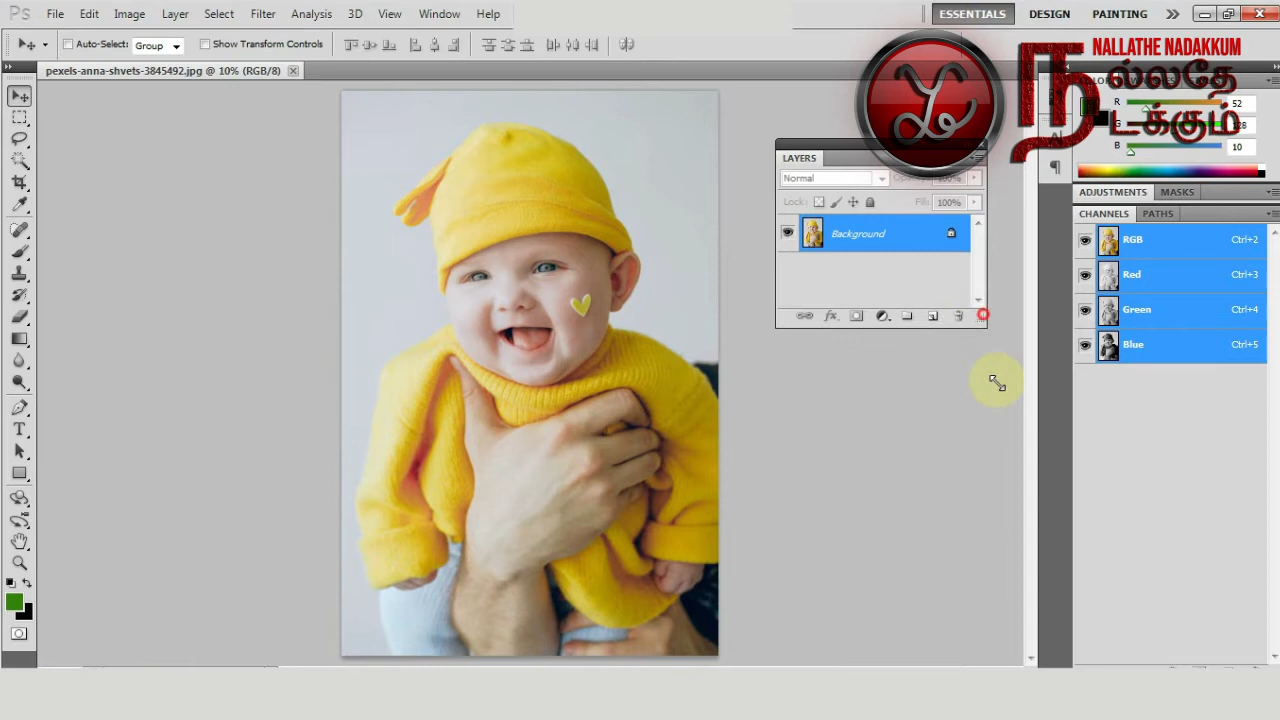 Ps File Edit Image Layer Select Filter Analysis 3D View Window Help
ESSENTIALS DESIGN PAINTING
Auto-Select: Group Show Transform Controls
NALLATHE NADAKKUM
நல்லதே
நடக்கும்
pexels-anna-shvets-3845492.jpg @ 10% (RGB/8)
R 52
G 128
B 10
LAYERS
Normal 100%
Lock: Fill: 100%
Background
ADJUSTMENTS MASKS
CHANNELS PATHS
RGB Ctrl+2
Red Ctrl+3
Green Ctrl+4
Blue Ctrl+5